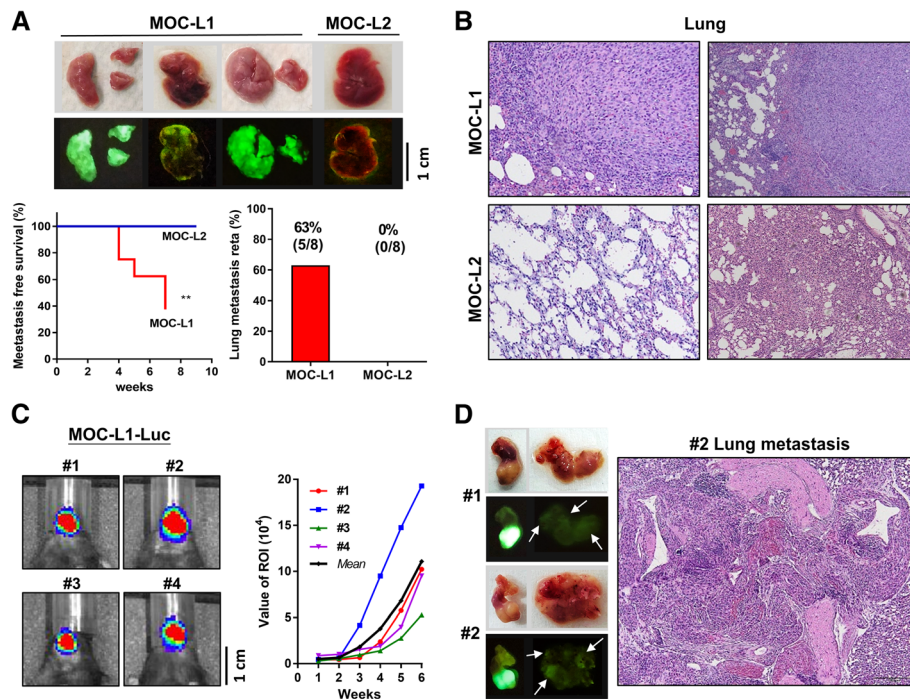 A
MOC-L1
MOC-L2
1 cm
Meetastasis free survival (%)
100
80
60
40
20
0
MOC-L2
**
MOC-L1
0 2 4 6 8 10
weeks
Lung metastasis reta (%)
100
80
60
40
20
0
63%
(5/8)
0%
(0/8)
MOC-L1
MOC-L2
B
Lung
MOC-L1
MOC-L2
C
MOC-L1-Luc
#1
#2
#3
#4
1 cm
Value of ROI (10⁴)
20
15
10
5
0
#1
#2
#3
#4
Mean
0 1 2 3 4 5 6
Weeks
D
#1
#2
#2 Lung metastasis